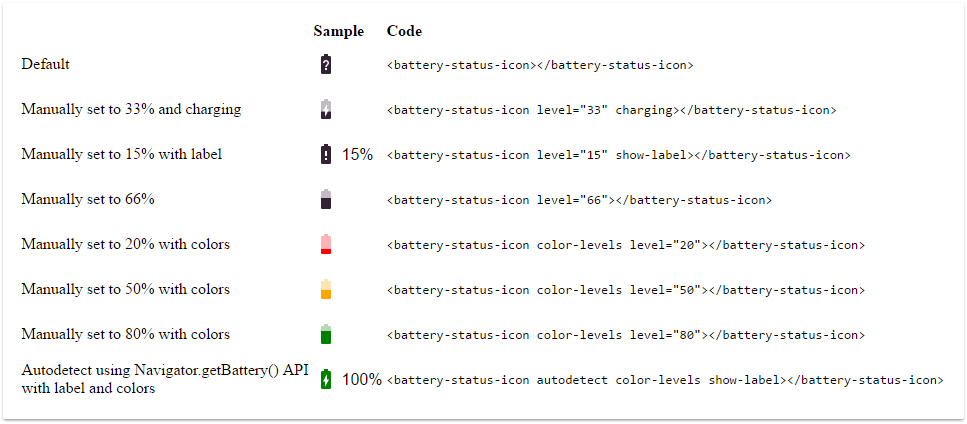 Sample Code
Default <battery-status-icon></battery-status-icon>
Manually set to 33% and charging <battery-status-icon level="33" charging></battery-status-icon>
Manually set to 15% with label 15% <battery-status-icon level="15" show-label></battery-status-icon>
Manually set to 66% <battery-status-icon level="66"></battery-status-icon>
Manually set to 20% with colors <battery-status-icon color-levels level="20"></battery-status-icon>
Manually set to 50% with colors <battery-status-icon color-levels level="50"></battery-status-icon>
Manually set to 80% with colors <battery-status-icon color-levels level="80"></battery-status-icon>
Autodetect using Navigator.getBattery() API
with label and colors 100% <battery-status-icon autodetect color-levels show-label></battery-status-icon>